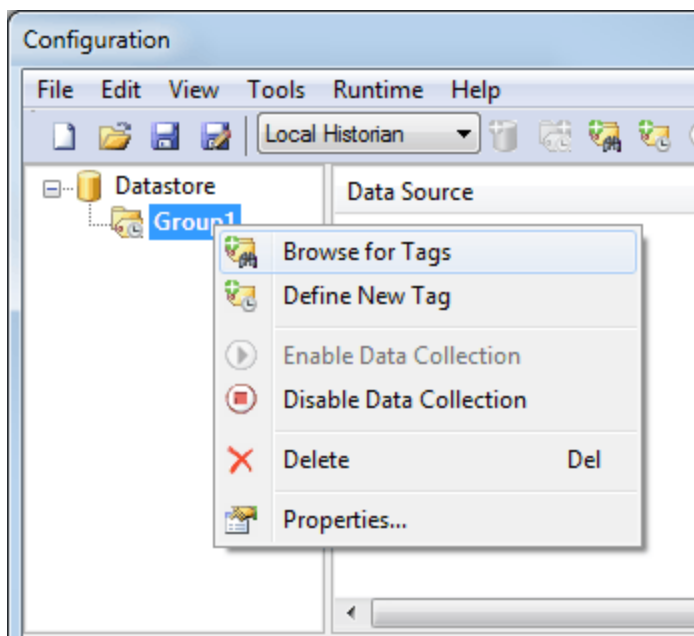 Configuration
File Edit View Tools Runtime Help
Local Historian
Datastore
Data Source
Group1
Browse for Tags
Define New Tag
Enable Data Collection
Disable Data Collection
Delete Del
Properties...